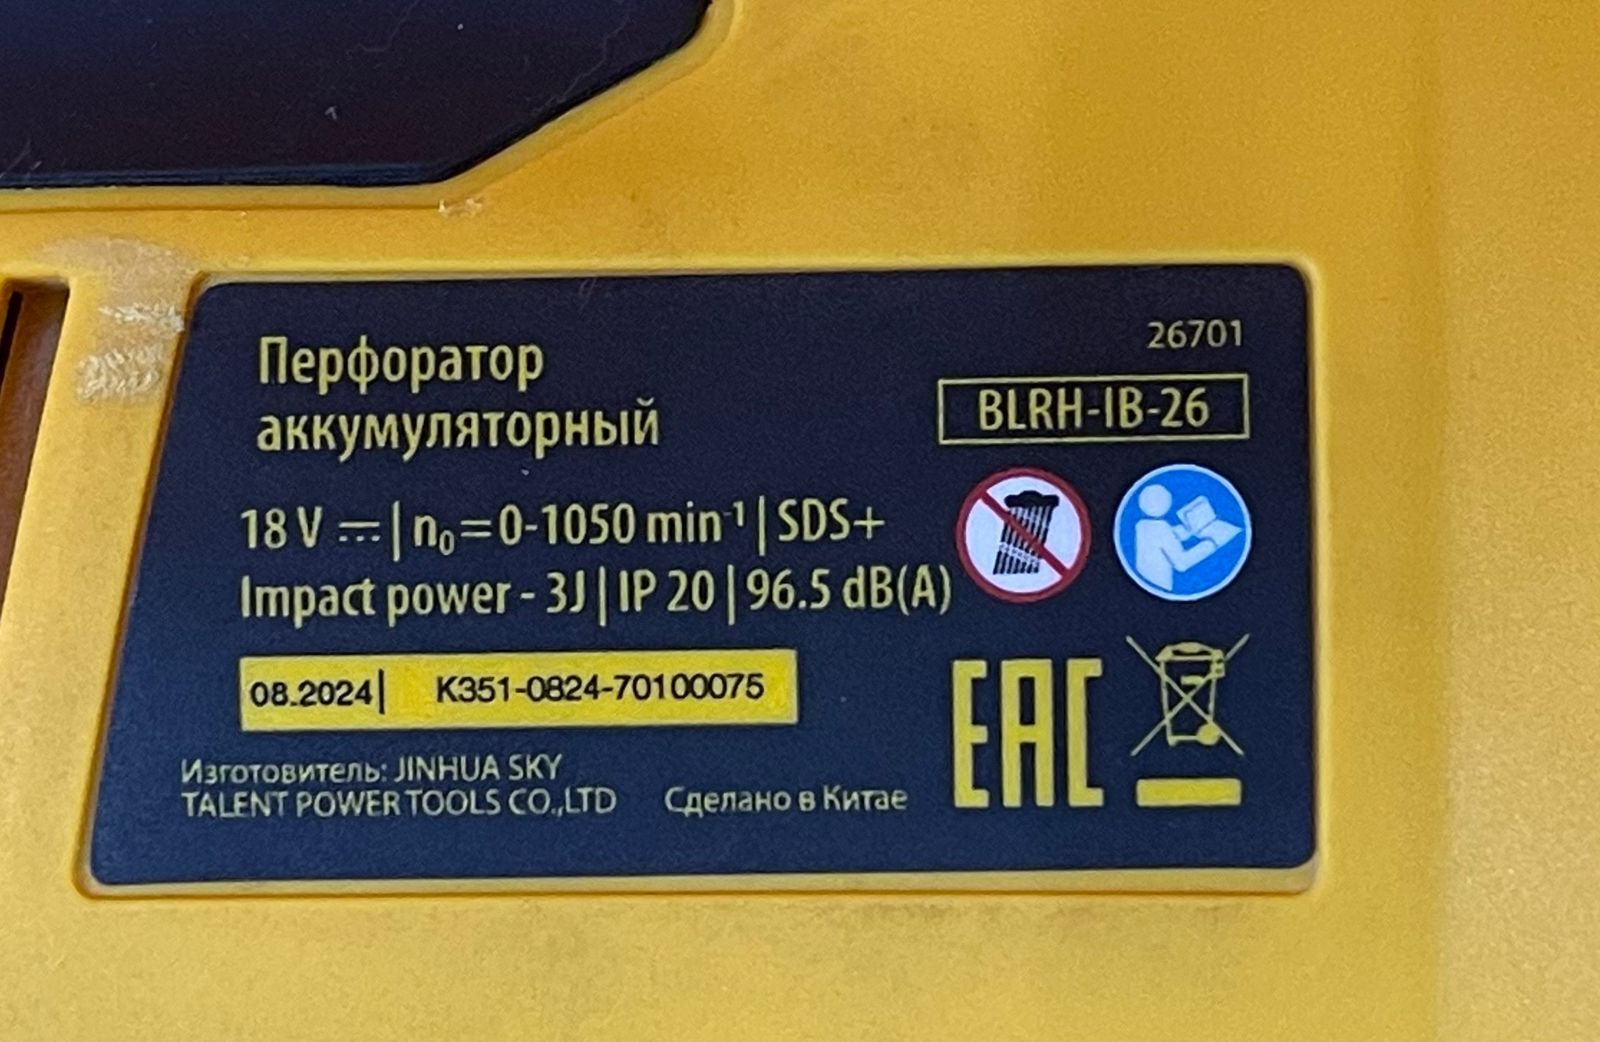 26701
Перфоратор
аккумуляторный
BLRH-IB-26
18 V ⎓ | n₀=0-1050 min⁻¹ | SDS+
Impact power - 3J | IP 20 | 96.5 dB(A)
08.2024| K351-0824-70100075
Изготовитель: JINHUA SKY
TALENT POWER TOOLS CO.,LTD
Сделано в Китае
EAC